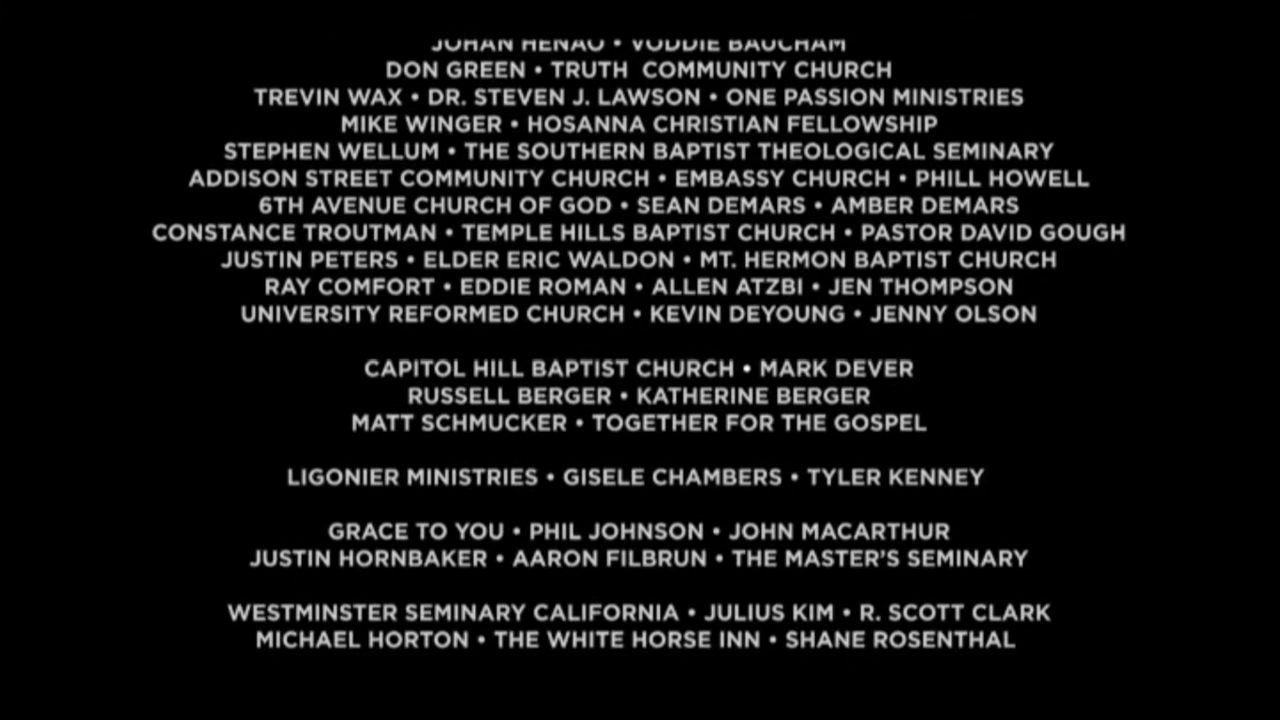 JOHAN HENAO • VODDIE BAUCHAM
DON GREEN • TRUTH COMMUNITY CHURCH
TREVIN WAX • DR. STEVEN J. LAWSON • ONE PASSION MINISTRIES
MIKE WINGER • HOSANNA CHRISTIAN FELLOWSHIP
STEPHEN WELLUM • THE SOUTHERN BAPTIST THEOLOGICAL SEMINARY
ADDISON STREET COMMUNITY CHURCH • EMBASSY CHURCH • PHILL HOWELL
6TH AVENUE CHURCH OF GOD • SEAN DEMARS • AMBER DEMARS
CONSTANCE TROUTMAN • TEMPLE HILLS BAPTIST CHURCH • PASTOR DAVID GOUGH
JUSTIN PETERS • ELDER ERIC WALDON • MT. HERMON BAPTIST CHURCH
RAY COMFORT • EDDIE ROMAN • ALLEN ATZBI • JEN THOMPSON
UNIVERSITY REFORMED CHURCH • KEVIN DEYOUNG • JENNY OLSON
CAPITOL HILL BAPTIST CHURCH • MARK DEVER
RUSSELL BERGER • KATHERINE BERGER
MATT SCHMUCKER • TOGETHER FOR THE GOSPEL
LIGONIER MINISTRIES • GISELE CHAMBERS • TYLER KENNEY
GRACE TO YOU • PHIL JOHNSON • JOHN MACARTHUR
JUSTIN HORNBAKER • AARON FILBRUN • THE MASTER'S SEMINARY
WESTMINSTER SEMINARY CALIFORNIA • JULIUS KIM • R. SCOTT CLARK
MICHAEL HORTON • THE WHITE HORSE INN • SHANE ROSENTHAL